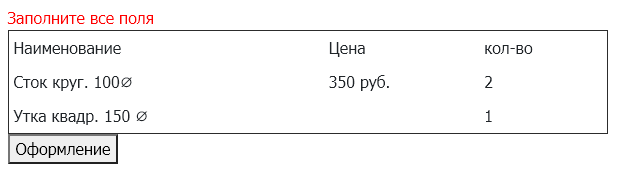 Заполните все поля
Наименование Цена кол-во
Сток круг. 100∅ 350 руб. 2
Утка квадр. 150 ∅ 1
Оформление